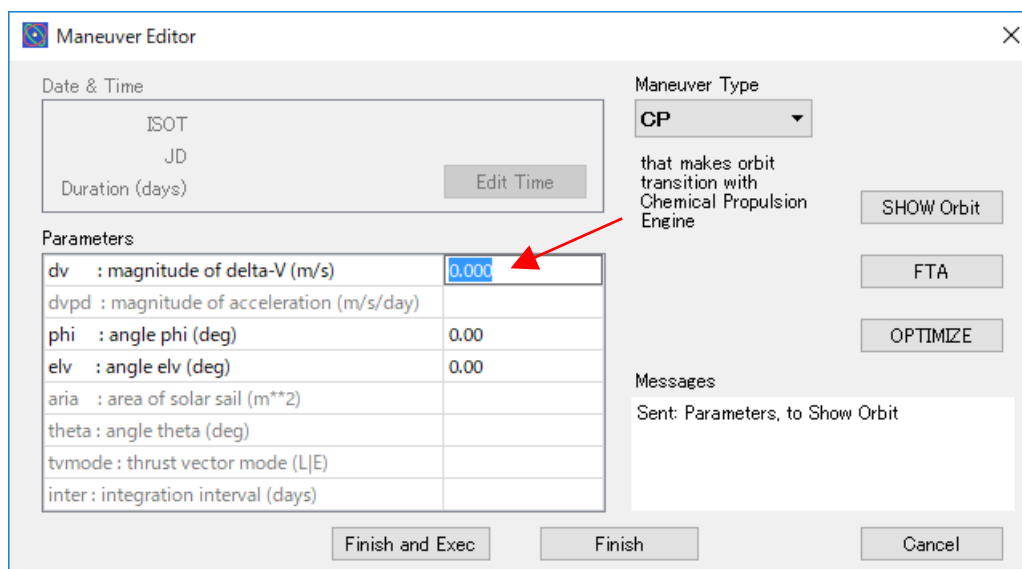 Maneuver Editor
Date & Time
ISOT
JD
Duration (days)
Edit Time
Maneuver Type
CP
that makes orbit
transition with
Chemical Propulsion
Engine
SHOW Orbit
FTA
OPTIMIZE
Parameters
dv : magnitude of delta-V (m/s) 0.000
dvpd : magnitude of acceleration (m/s/day)
phi : angle phi (deg) 0.00
elv : angle elv (deg) 0.00
aria : area of solar sail (m**2)
theta : angle theta (deg)
tvmode : thrust vector mode (L|E)
inter : integration interval (days)
Messages
Sent: Parameters, to Show Orbit
Finish and Exec
Finish
Cancel